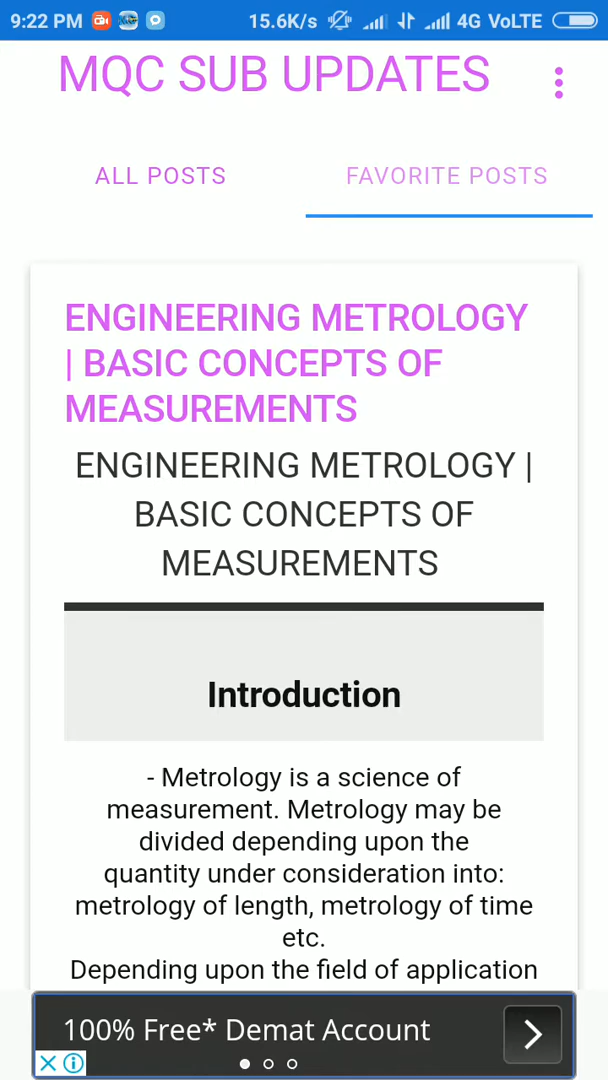 9:22 PM 15.6K/s 4G VoLTE
MQC SUB UPDATES
ALL POSTS FAVORITE POSTS
ENGINEERING METROLOGY
| BASIC CONCEPTS OF
MEASUREMENTS
ENGINEERING METROLOGY |
BASIC CONCEPTS OF
MEASUREMENTS
Introduction
- Metrology is a science of
measurement. Metrology may be
divided depending upon the
quantity under consideration into:
metrology of length, metrology of time
etc.
Depending upon the field of application
100% Free* Demat Account